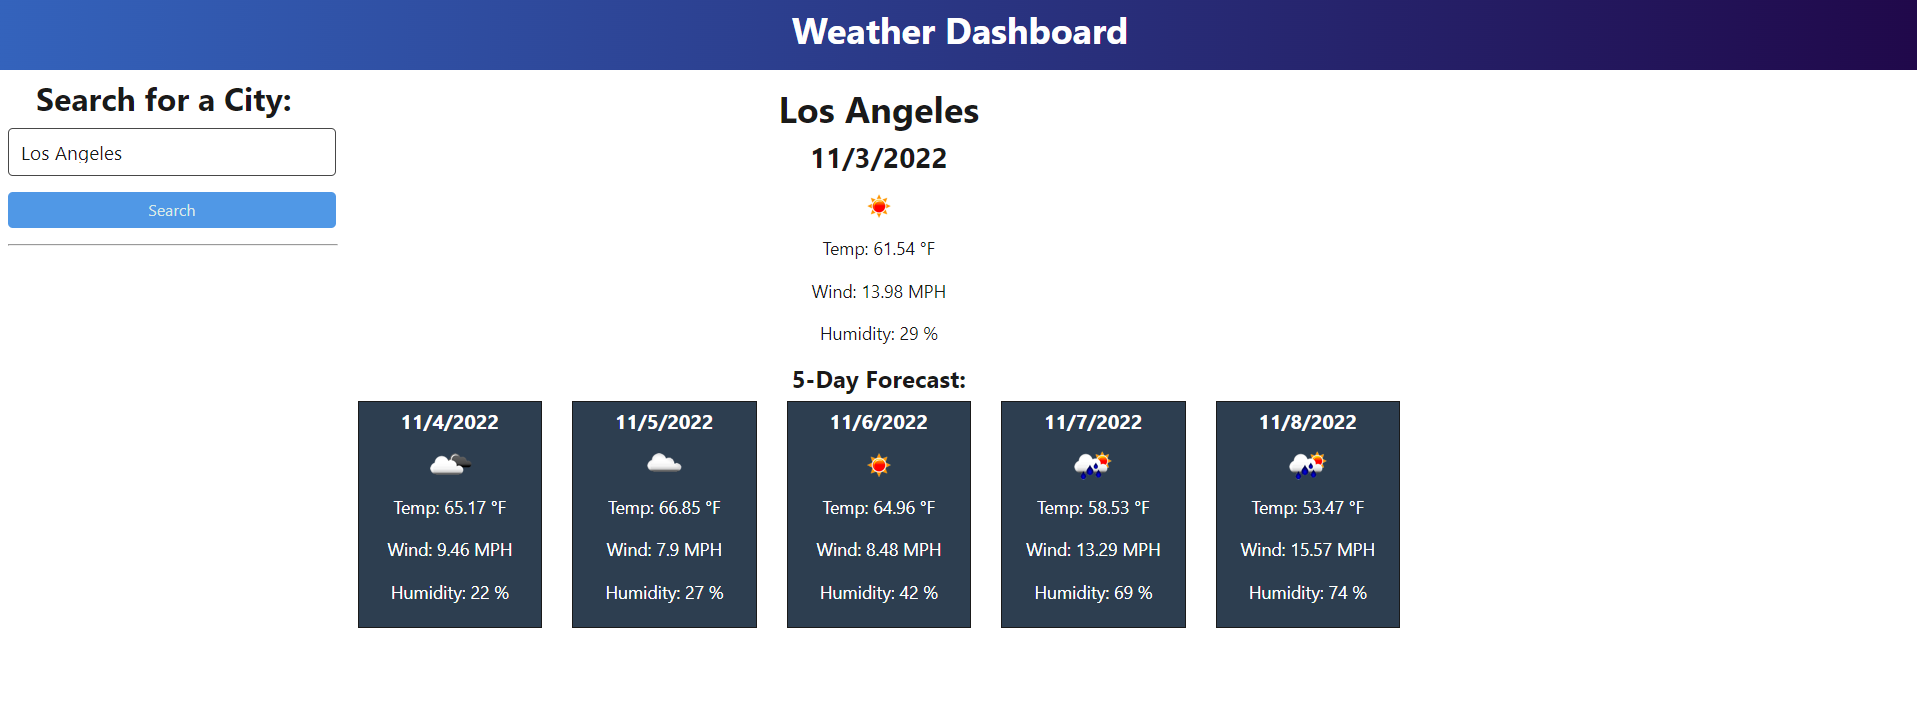 Weather Dashboard
Search for a City:
Los Angeles
Search
Los Angeles
11/3/2022
Temp: 61.54 °F
Wind: 13.98 MPH
Humidity: 29 %
5-Day Forecast:
11/4/2022
Temp: 65.17 °F
Wind: 9.46 MPH
Humidity: 22 %
11/5/2022
Temp: 66.85 °F
Wind: 7.9 MPH
Humidity: 27 %
11/6/2022
Temp: 64.96 °F
Wind: 8.48 MPH
Humidity: 42 %
11/7/2022
Temp: 58.53 °F
Wind: 13.29 MPH
Humidity: 69 %
11/8/2022
Temp: 53.47 °F
Wind: 15.57 MPH
Humidity: 74 %